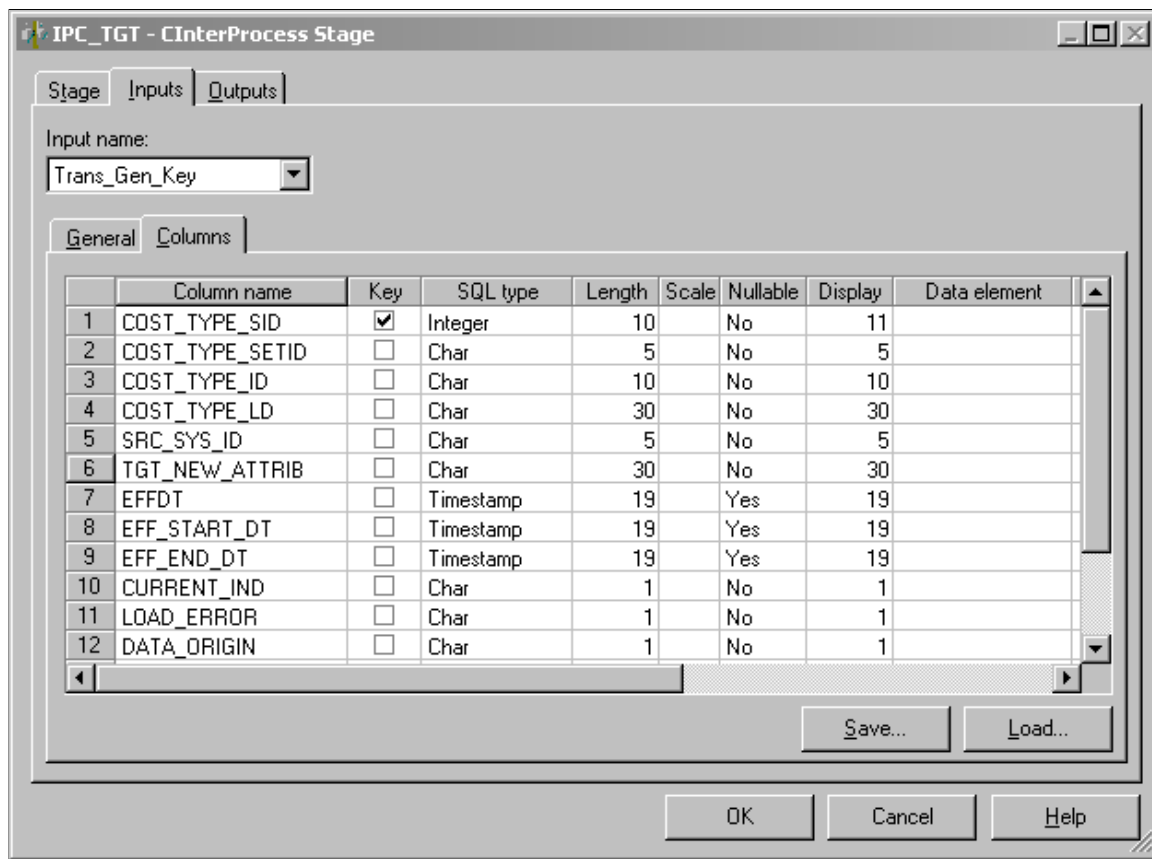 IPC_TGT - CInterProcess Stage
Stage Inputs Outputs
Input name:
Trans_Gen_Key
General Columns
Column name Key SQL type Length Scale Nullable Display Data element
1 COST_TYPE_SID Integer 10 No 11
2 COST_TYPE_SETID Char 5 No 5
3 COST_TYPE_ID Char 10 No 10
4 COST_TYPE_LD Char 30 No 30
5 SRC_SYS_ID Char 5 No 5
6 TGT_NEW_ATTRIB Char 30 No 30
7 EFFDT Timestamp 19 Yes 19
8 EFF_START_DT Timestamp 19 Yes 19
9 EFF_END_DT Timestamp 19 Yes 19
10 CURRENT_IND Char 1 No 1
11 LOAD_ERROR Char 1 No 1
12 DATA_ORIGIN Char 1 No 1
Save... Load...
OK Cancel Help